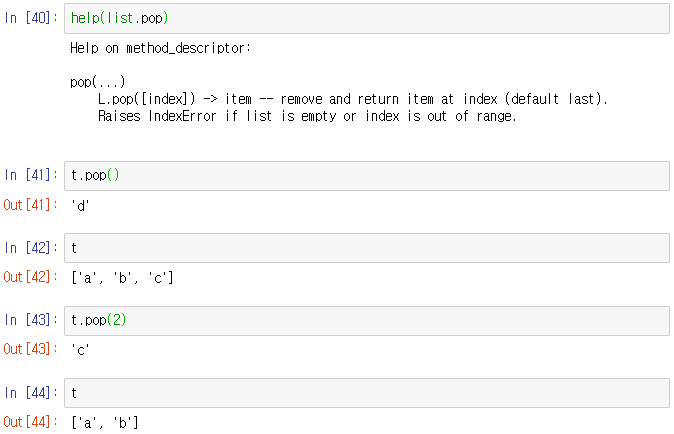 In [40]: help(list.pop)
Help on method_descriptor:
pop(...)
L.pop([index]) -> item -- remove and return item at index (default last).
Raises IndexError if list is empty or index is out of range.
In [41]: t.pop()
Out[41]: 'd'
In [42]: t
Out[42]: ['a', 'b', 'c']
In [43]: t.pop(2)
Out[43]: 'c'
In [44]: t
Out[44]: ['a', 'b']